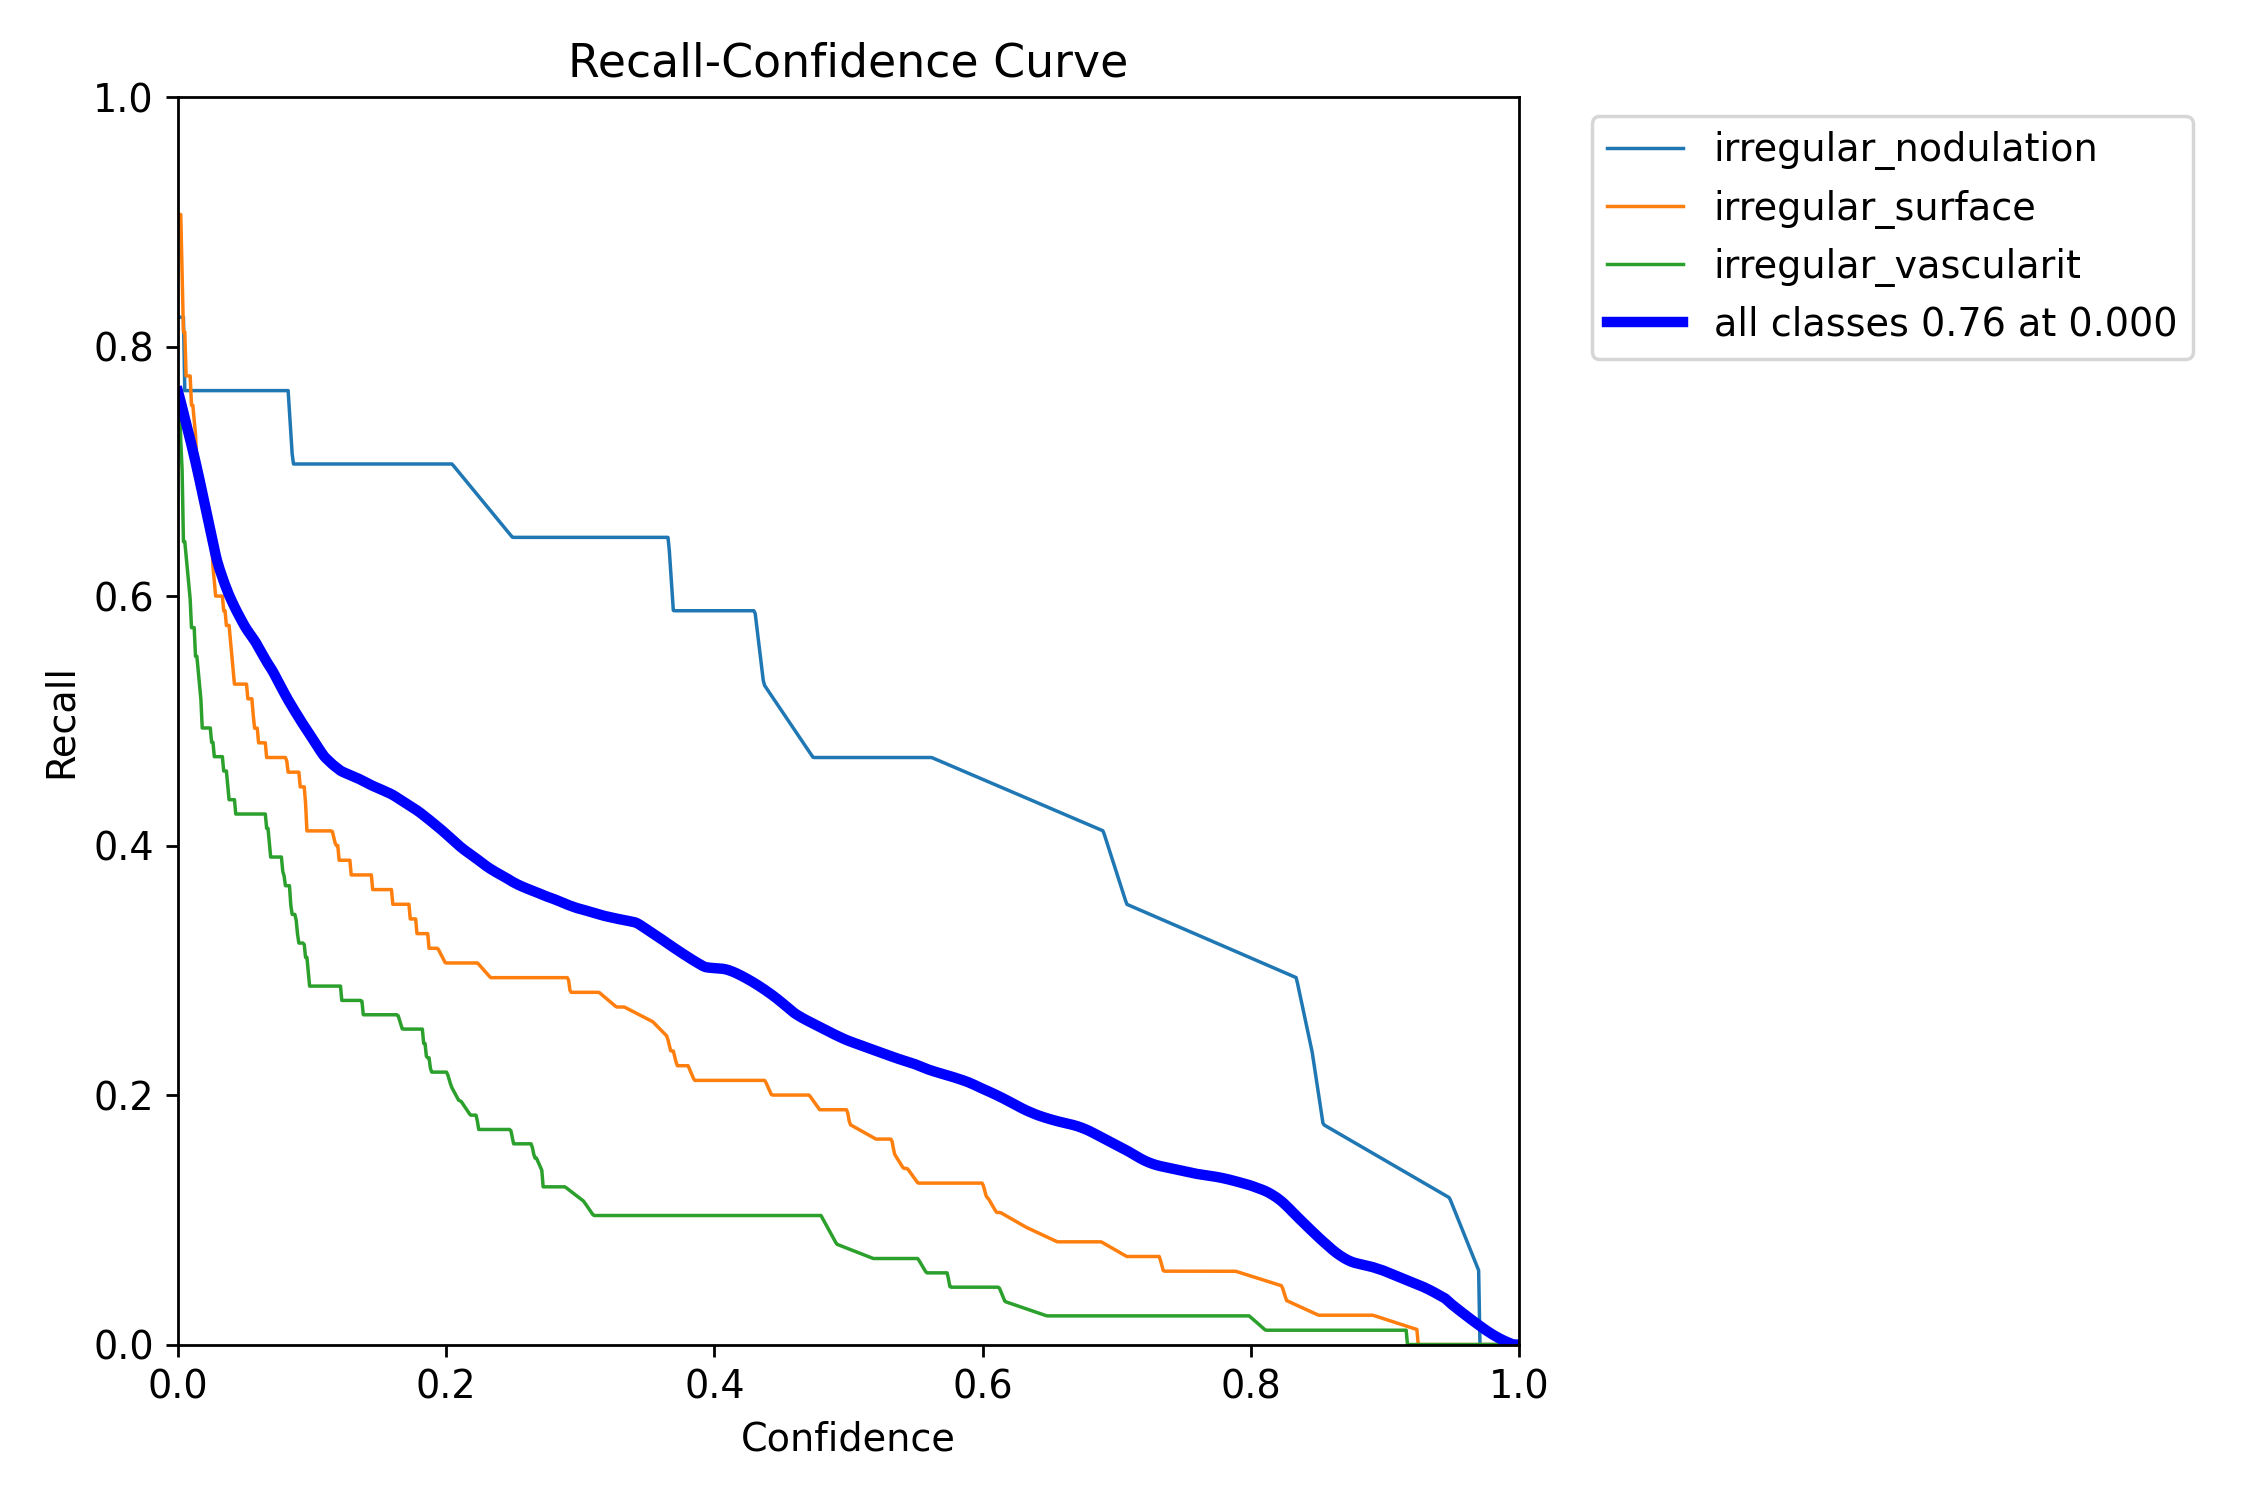 Recall-Confidence Curve
1.0
0.8
0.6
0.4
0.2
0.0
Recall
0.0 0.2 0.4 0.6 0.8 1.0
Confidence
irregular_nodulation
irregular_surface
irregular_vascularit
all classes 0.76 at 0.000